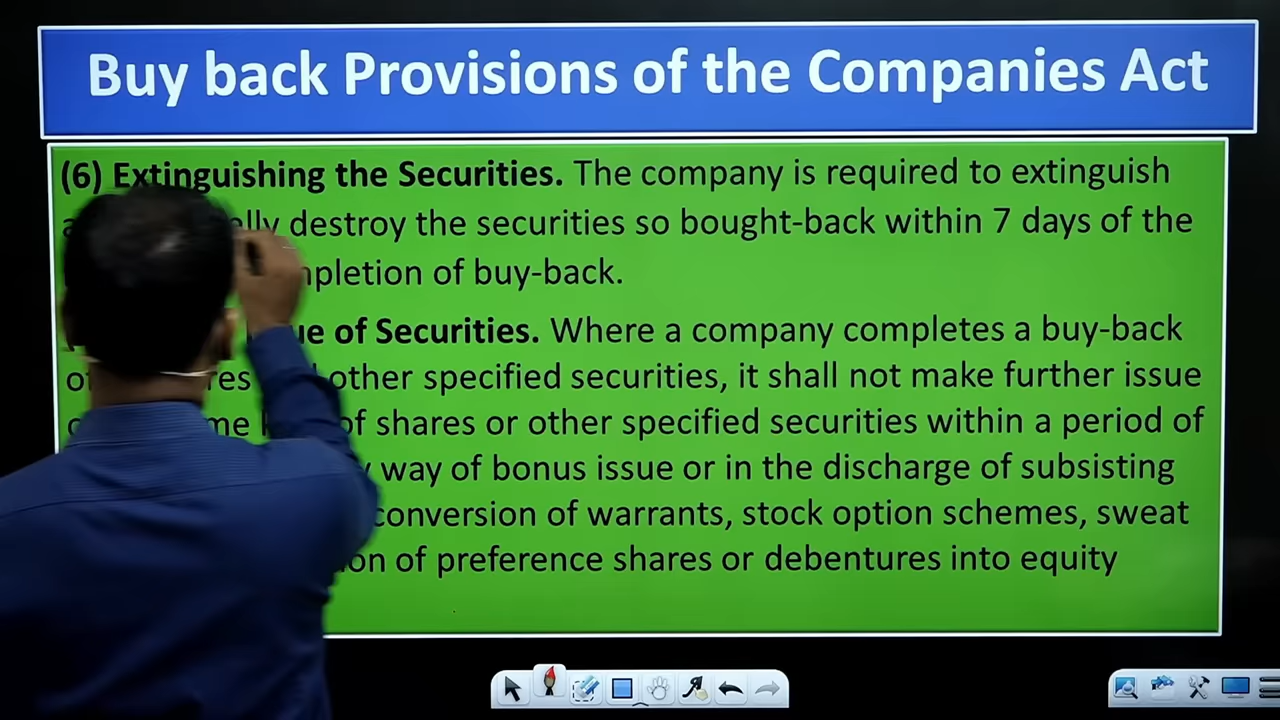 Buy back Provisions of the Companies Act
(6) Extinguishing the Securities. The company is required to extinguish
destroy the securities so bought-back within 7 days of the
of buy-back.
of Securities. Where a company completes a buy-back
other specified securities, it shall not make further issue
of shares or other specified securities within a period of
way of bonus issue or in the discharge of subsisting
conversion of warrants, stock option schemes, sweat
of preference shares or debentures into equity